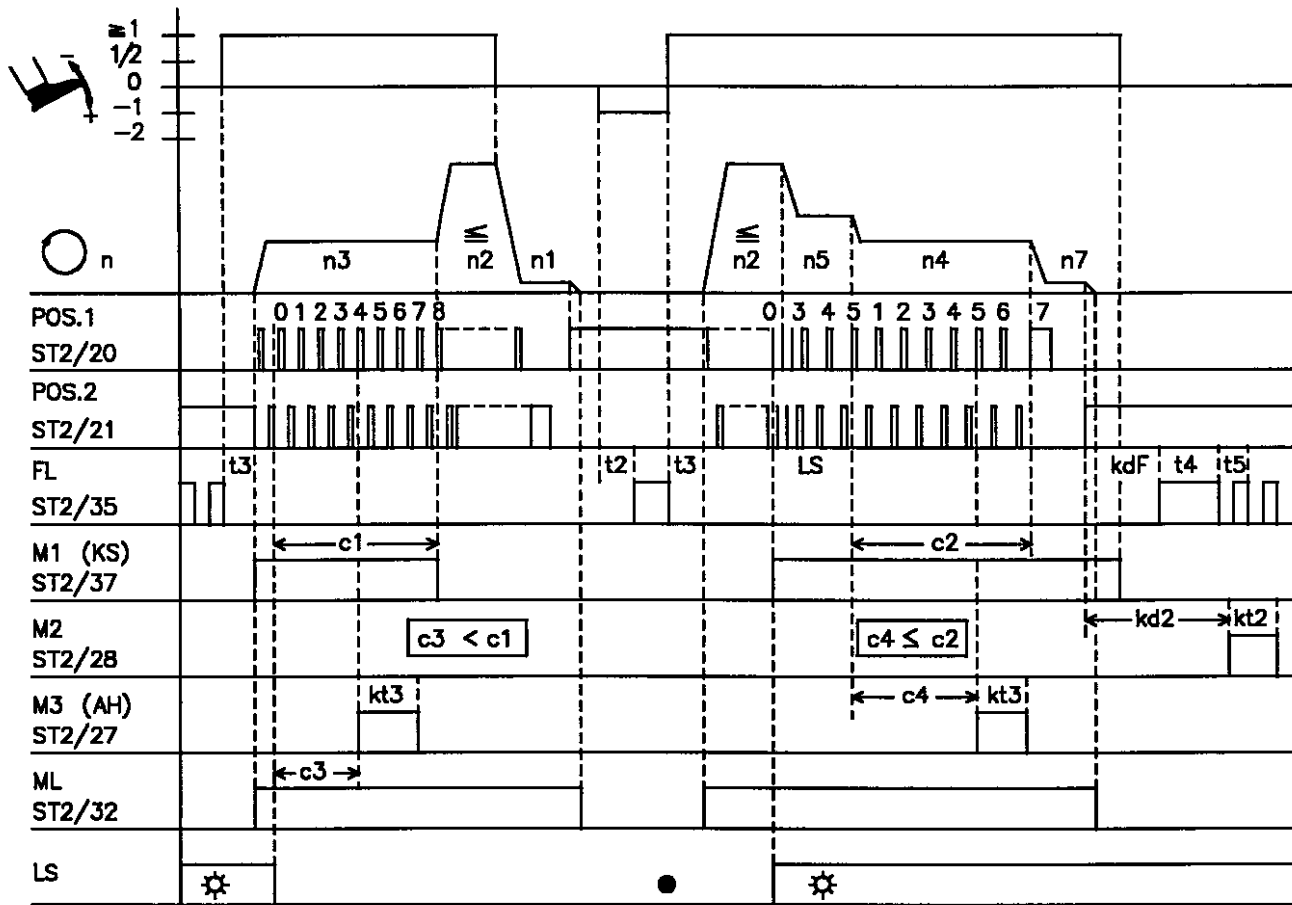 ≧1
1/2
0
−1
−2
−
+
n
n3
≦
n2
n1
≦
n2
n5
n4
n7
POS.1
ST2/20
0 1 2 3 4 5 6 7 8
0 3 4 5 1 2 3 4 5 6 7
POS.2
ST2/21
FL
ST2/35
t3
t2
t3
LS
kdF
t4
t5
M1 (KS)
ST2/37
c1
c2
M2
ST2/28
c3 < c1
c4 ≤ c2
kd2
kt2
M3 (AH)
ST2/27
kt3
c4
kt3
ML
ST2/32
c3
LS